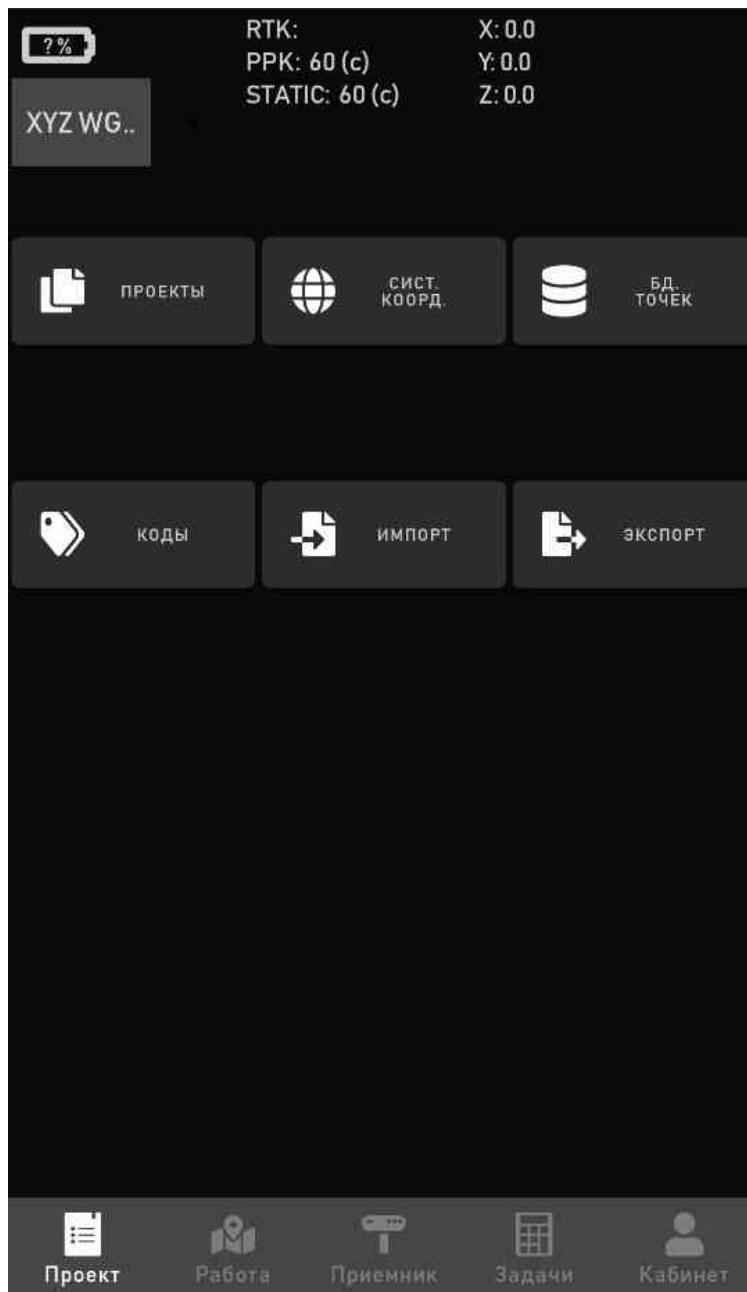 ?%
RTK:
X: 0.0
PPK: 60 (с)
Y: 0.0
STATIC: 60 (с)
Z: 0.0
XYZ WG..
ПРОЕКТЫ
СИСТ.
КООРД.
БД.
ТОЧЕК
КОДЫ
ИМПОРТ
ЭКСПОРТ
Проект
Работа
Приемник
Задачи
Кабинет